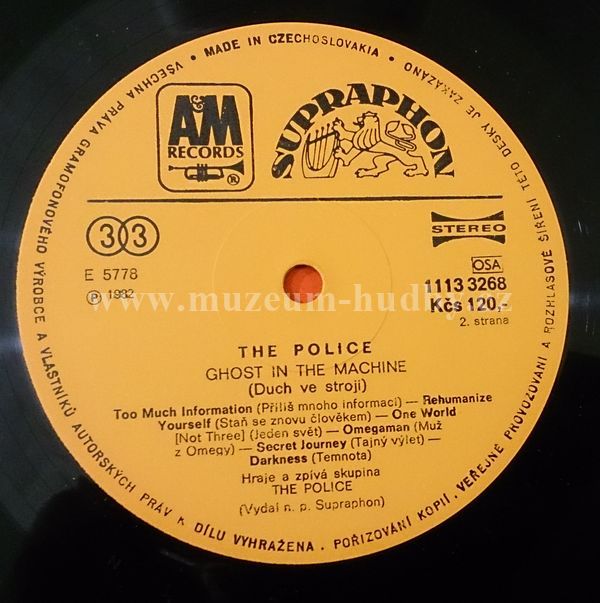 VŠECHNA PRÁVA GRAMOFONOVÉHO VÝROBCE A VLASTNÍKŮ AUTORSKÝCH PRÁV K DÍLU VYHRAŽENA . POŘIZOVÁNÍ KOPIÍ , VEŘEJNÉ PROVOZOVÁNÍ A ROZHLASOVÉ ŠÍŘENÍ TÉTO DESKY JE ZAKÁZÁNO
• MADE IN CZECHOSLOVAKIA •
A&M
RECORDS
®
SUPRAPHON
33
STEREO
E 5778
OSA
Ⓟ 1982
1113 3268
Kčs 120,-
2. strana
www.muzeum-hudby.cz
THE POLICE
GHOST IN THE MACHINE
(Duch ve stroji)
Too Much Information (Příliš mnoho informací) — Rehumanize
Yourself (Staň se znovu člověkem) — One World
[Not Three] (Jeden svět) — Omegaman (Muž
z Omegy) — Secret Journey (Tajný výlet) —
Darkness (Temnota)
Hraje a zpívá skupina
THE POLICE
(Vydal n. p. Supraphon)